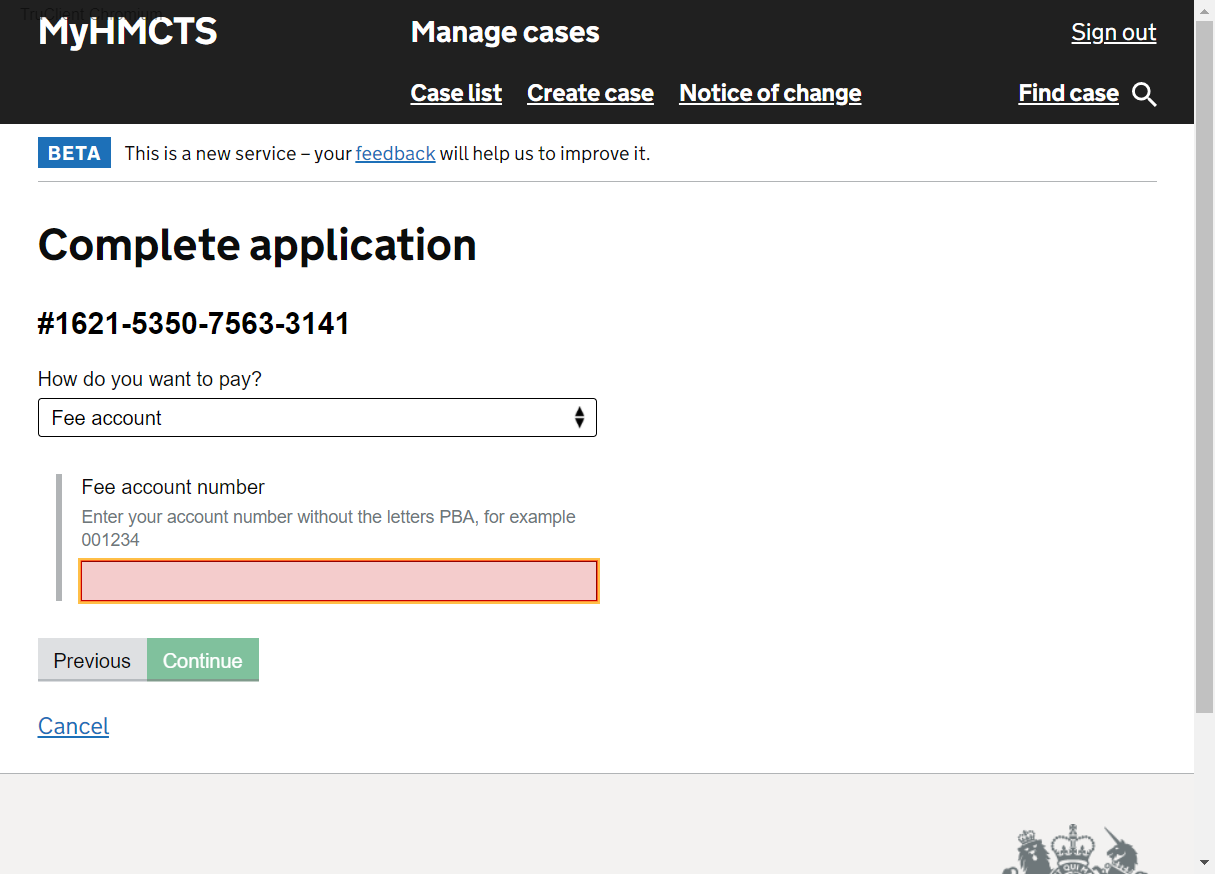 TruClient Chromium
MyHMCTS Manage cases Sign out
Case list Create case Notice of change Find case
BETA This is a new service – your feedback will help us to improve it.
Complete application
#1621-5350-7563-3141
How do you want to pay?
Fee account
Fee account number
Enter your account number without the letters PBA, for example
001234
Previous Continue
Cancel